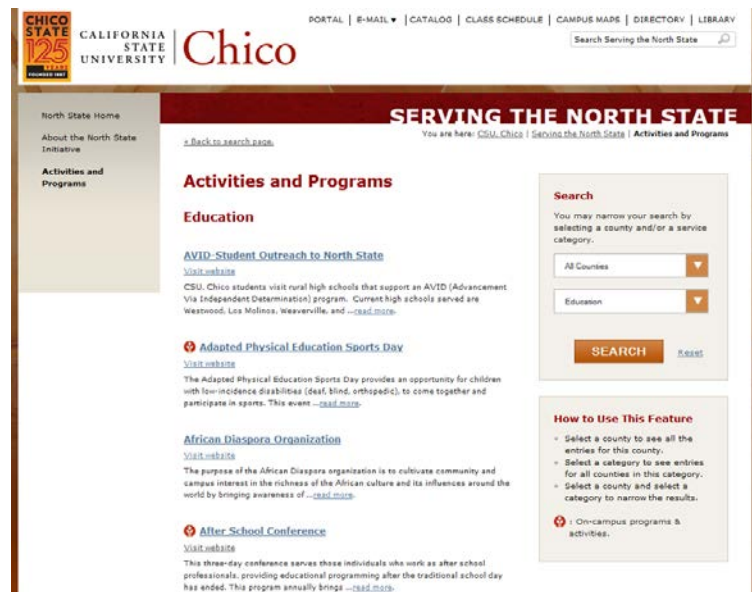 CHICO
STATE
125
YEARS
FOUNDED 1887
CALIFORNIA
STATE
UNIVERSITY
Chico
PORTAL | E-MAIL ▼ | CATALOG | CLASS SCHEDULE | CAMPUS MAPS | DIRECTORY | LIBRARY
Search Serving the North State
SERVING THE NORTH STATE
North State Home
About the North State
Initiative
Activities and
Programs
You are here: CSU, Chico | Serving the North State | Activities and Programs
« Back to search page.
Activities and Programs
Education
AVID-Student Outreach to North State
Visit website
CSU, Chico students visit rural high schools that support an AVID (Advancement
Via Independent Determination) program. Current high schools served are
Westwood, Los Molinos, Weaverville, and ...read more.
Adapted Physical Education Sports Day
Visit website
The Adapted Physical Education Sports Day provides an opportunity for children
with low-incidence disabilities (deaf, blind, orthopedic), to come together and
participate in sports. This event ...read more.
African Diaspora Organization
Visit website
The purpose of the African Diaspora organization is to cultivate community and
campus interest in the richness of the African culture and its influences around the
world by bringing awareness of ...read more.
After School Conference
Visit website
This three-day conference serves those individuals who work as after school
professionals, providing educational programming after the traditional school day
has ended. This program annually brings ...read more.
Search
You may narrow your search by
selecting a county and/or a service
category.
All Counties
Education
SEARCH
Reset
How to Use This Feature
Select a county to see all the
entries for this county.
Select a category to see entries
for all counties in this category.
Select a county and select a
category to narrow the results.
: On-campus programs &
activities.